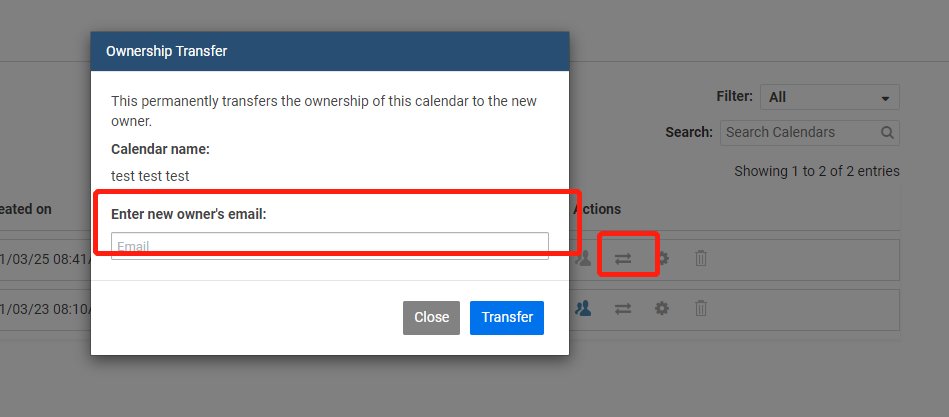 Ownership Transfer
This permanently transfers the ownership of this calendar to the new
owner.
Calendar name:
test test test
Enter new owner's email:
Email
Close
Transfer
Filter:
All
Search:
Search Calendars
Showing 1 to 2 of 2 entries
eated on
Actions
1/03/25 08:41
1/03/23 08:10